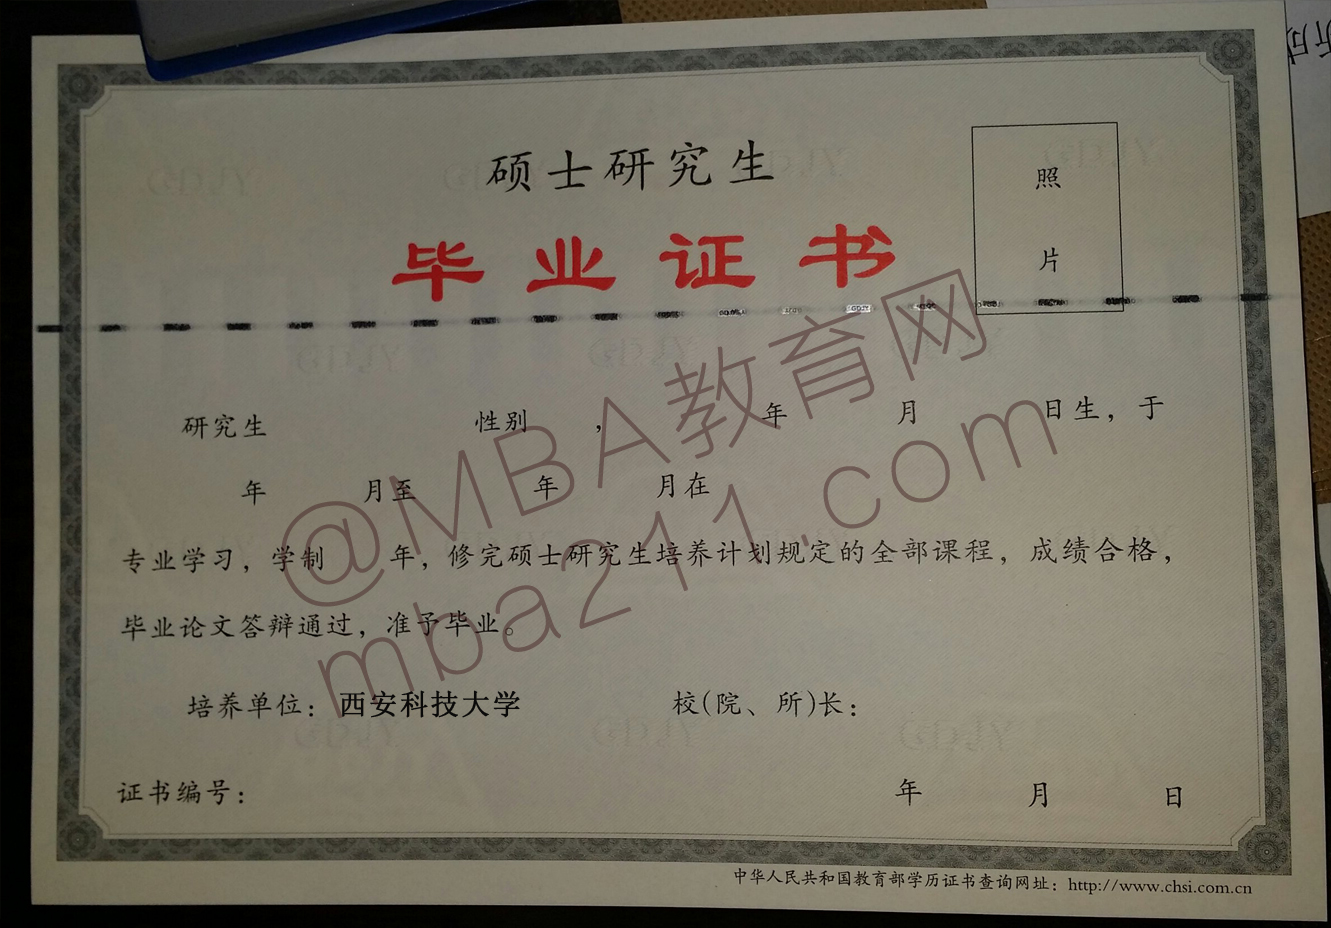 硕士研究生
毕业证书
照
片
研究生 性别 , 年 月 日生, 于
年 月至 年 月在
专业学习, 学制 年, 修完硕士研究生培养计划规定的全部课程, 成绩合格,
毕业论文答辩通过, 准予毕业。
培养单位: 西安科技大学 校(院、所)长:
证书编号: 年 月 日
中华人民共和国教育部学历证书查询网址: http://www.chsi.com.cn
@MBA教育网
mba211.com